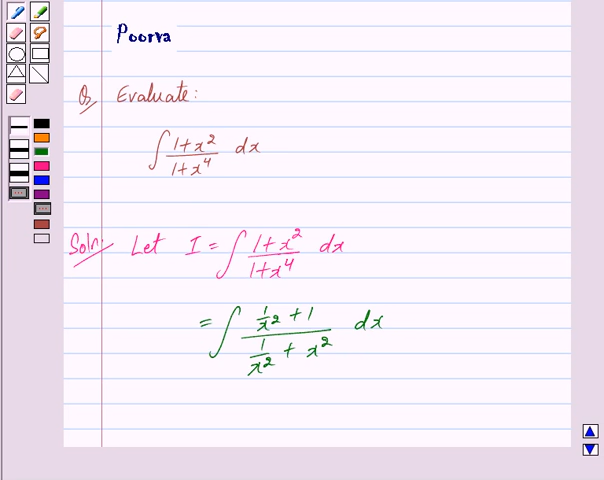 Poorva
Q/ Evaluate:
∫ (1+x²)/(1+x⁴) dx
Soln:/ Let I = ∫ (1+x²)/(1+x⁴) dx
= ∫ (1/x² + 1)/(1/x² + x²) dx